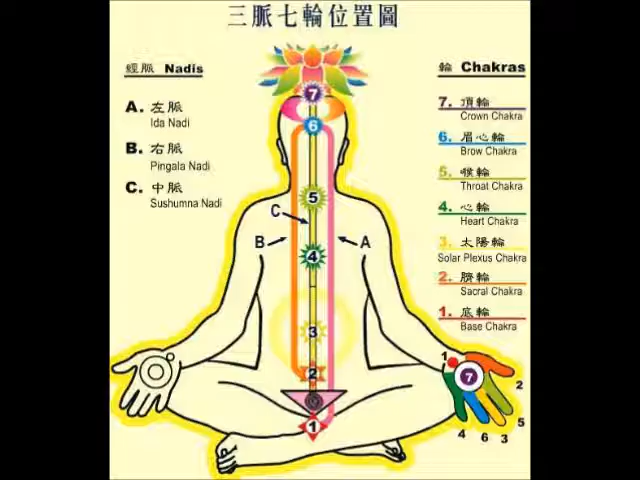 三脈七輪位置圖
經脈 Nadis
A. 左脈
Ida Nadi
B. 右脈
Pingala Nadi
C. 中脈
Sushumna Nadi
輪 Chakras
7. 頂輪
Crown Chakra
6. 眉心輪
Brow Chakra
5. 喉輪
Throat Chakra
4. 心輪
Heart Chakra
3. 太陽輪
Solar Plexus Chakra
2. 臍輪
Sacral Chakra
1. 底輪
Base Chakra
7
6
5
C
B
A
4
3
2
1
1
7
2
5
4
6
3